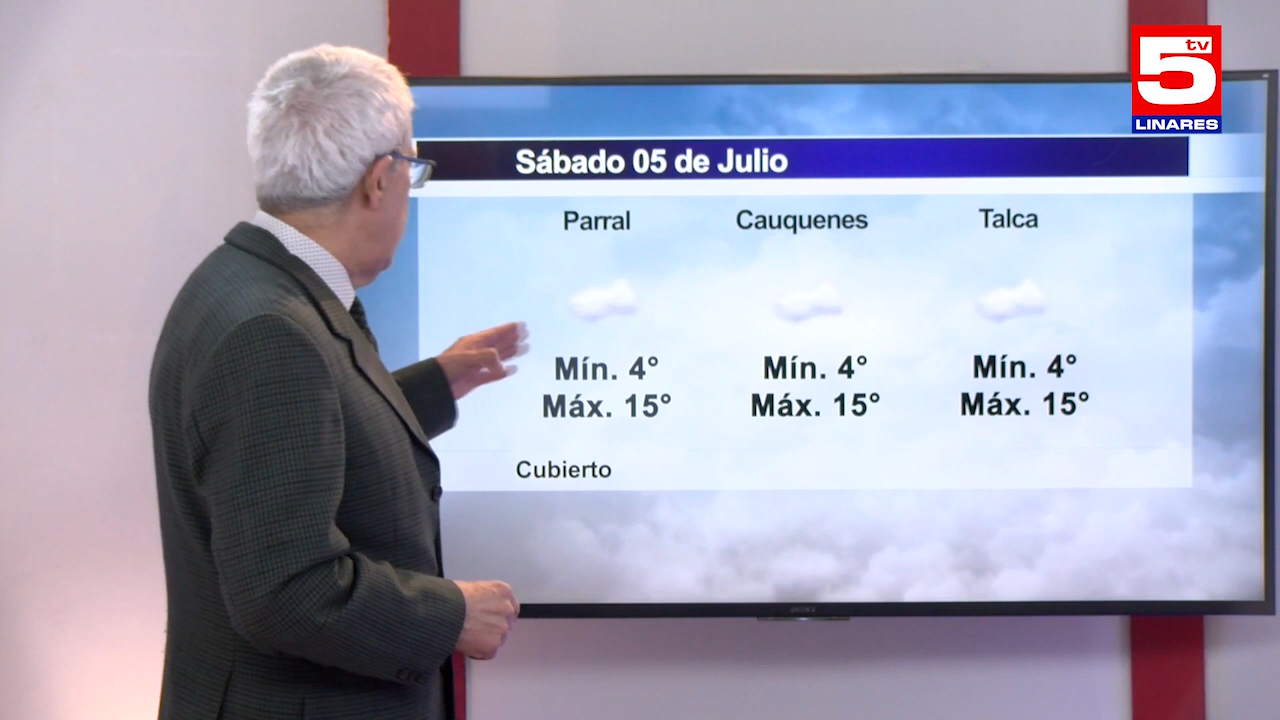 5 tv
LINARES
Sábado 05 de Julio
Parral Cauquenes Talca
Mín. 4° Mín. 4° Mín. 4°
Máx. 15° Máx. 15° Máx. 15°
Cubierto
SONY